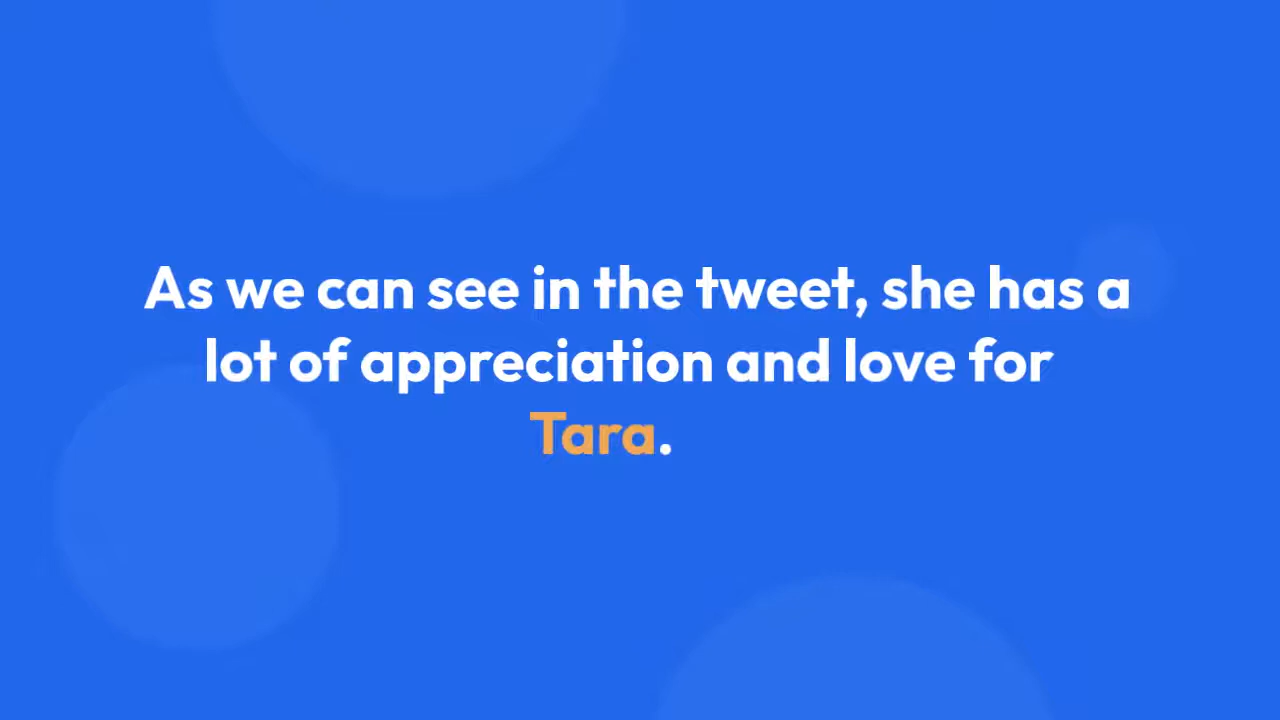 As we can see in the tweet, she has a
lot of appreciation and love for
Tara.